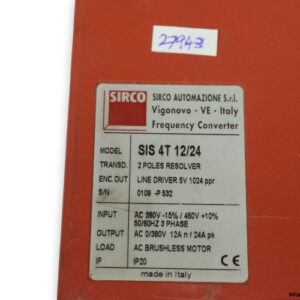 27943
SIRCO
SIRCO AUTOMAZIONE S.r.l.
Vigonovo - VE - Italy
Frequency Converter
MODEL SIS 4T 12/24
TRANSD. 2 POLES RESOLVER
ENC.OUT LINE DRIVER 5V 1024 ppr
S/N 0109 -P 532
INPUT AC 380V -15% / 460V +10%
50/60HZ 3 PHASE
OUTPUT AC 0/380V 12A n / 24A pk
LOAD AC BRUSHLESS MOTOR
IP IP20
made in Italy